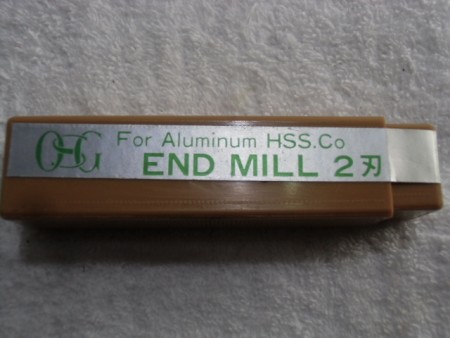 OSG
For Aluminum HSS.Co
END MILL 2刃